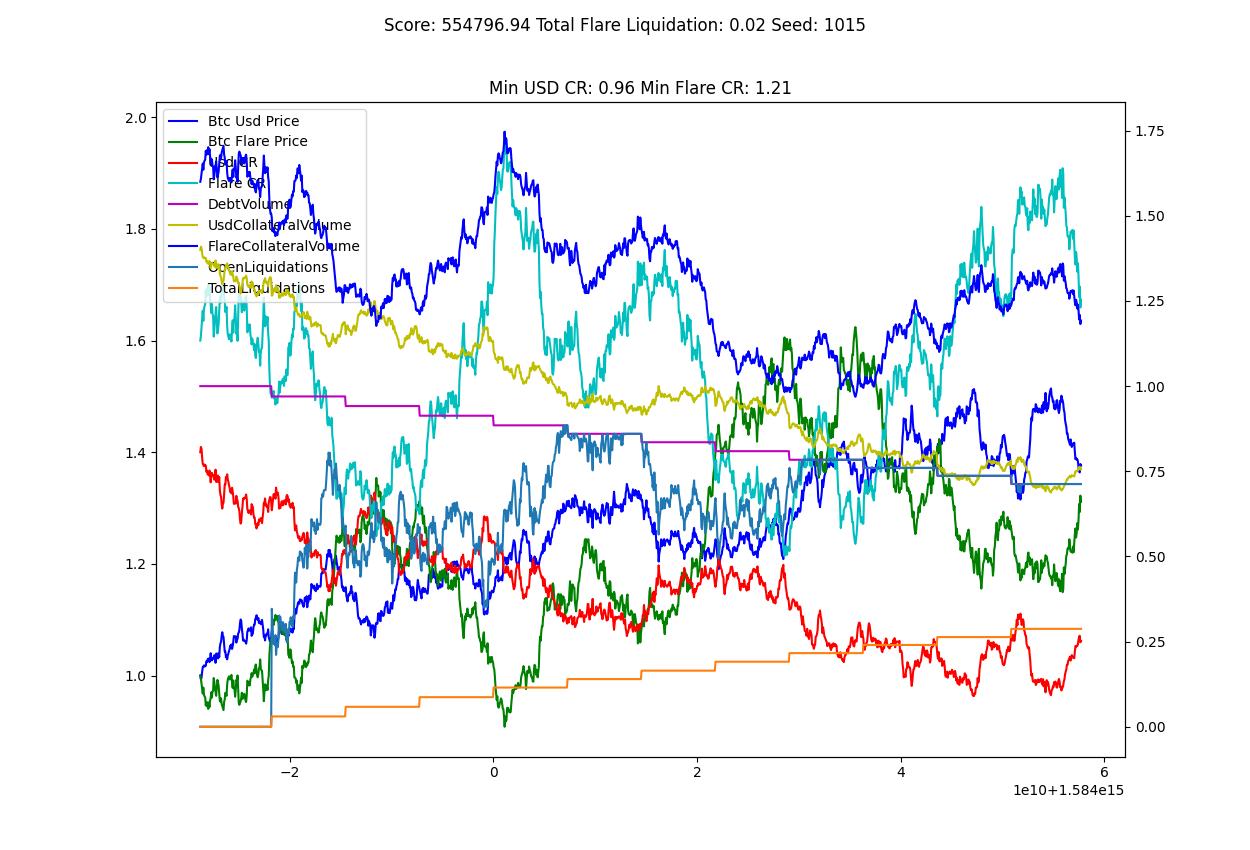 Score: 554796.94 Total Flare Liquidation: 0.02 Seed: 1015
Min USD CR: 0.96 Min Flare CR: 1.21
Btc Usd Price
Btc Flare Price
Usd CR
Flare CR
DebtVolume
UsdCollateralVolume
FlareCollateralVolume
OpenLiquidations
TotalLiquidations
2.0
1.8
1.6
1.4
1.2
1.0
1.75
1.50
1.25
1.00
0.75
0.50
0.25
0.00
−2 0 2 4 6
1e10+1.584e15